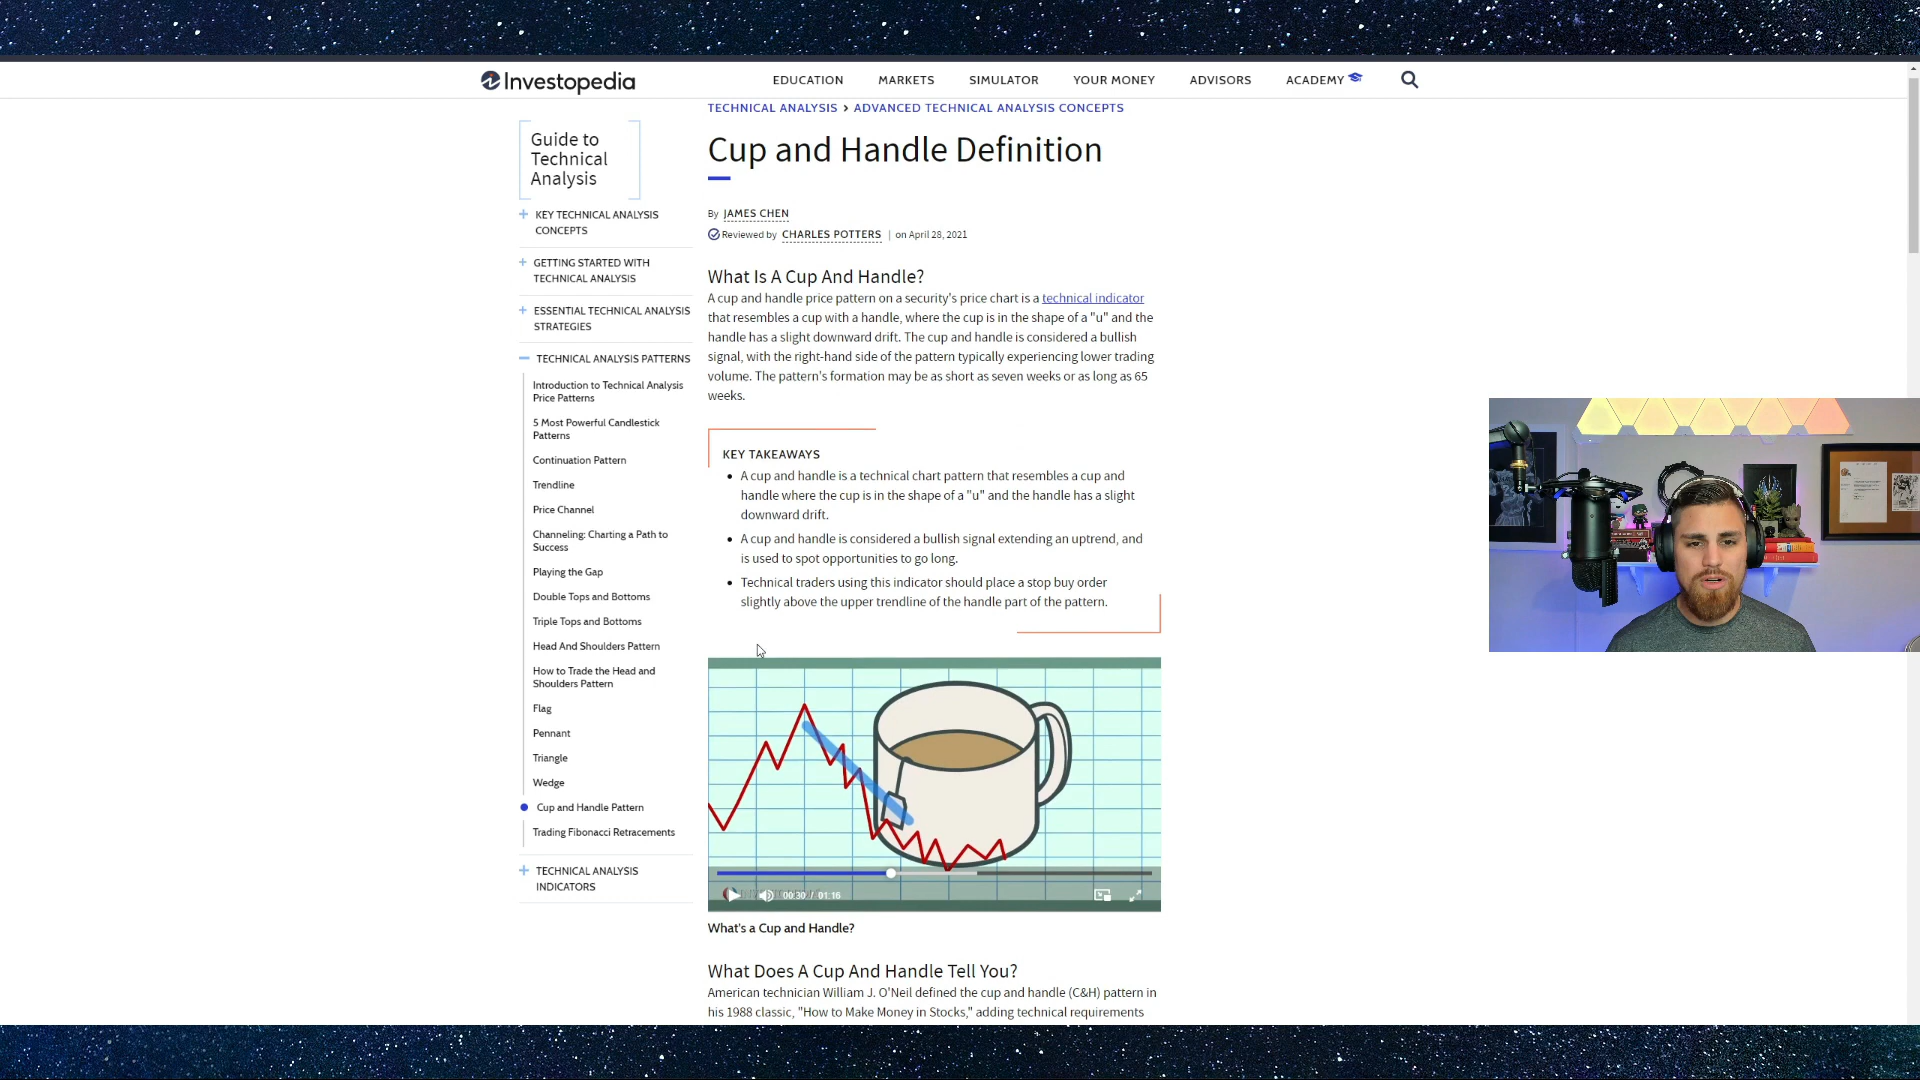 Investopedia
EDUCATION MARKETS SIMULATOR YOUR MONEY ADVISORS ACADEMY
TECHNICAL ANALYSIS > ADVANCED TECHNICAL ANALYSIS CONCEPTS
Guide to
Technical
Analysis
+ KEY TECHNICAL ANALYSIS
CONCEPTS
+ GETTING STARTED WITH
TECHNICAL ANALYSIS
+ ESSENTIAL TECHNICAL ANALYSIS
STRATEGIES
TECHNICAL ANALYSIS PATTERNS
Introduction to Technical Analysis
Price Patterns
5 Most Powerful Candlestick
Patterns
Continuation Pattern
Trendline
Price Channel
Channeling: Charting a Path to
Success
Playing the Gap
Double Tops and Bottoms
Triple Tops and Bottoms
Head And Shoulders Pattern
How to Trade the Head and
Shoulders Pattern
Flag
Pennant
Triangle
Wedge
Cup and Handle Pattern
Trading Fibonacci Retracements
+ TECHNICAL ANALYSIS
INDICATORS
Cup and Handle Definition
By JAMES CHEN
Reviewed by CHARLES POTTERS | on April 28, 2021
What Is A Cup And Handle?
A cup and handle price pattern on a security's price chart is a technical indicator
that resembles a cup with a handle, where the cup is in the shape of a "u" and the
handle has a slight downward drift. The cup and handle is considered a bullish
signal, with the right-hand side of the pattern typically experiencing lower trading
volume. The pattern's formation may be as short as seven weeks or as long as 65
weeks.
KEY TAKEAWAYS
• A cup and handle is a technical chart pattern that resembles a cup and
handle where the cup is in the shape of a "u" and the handle has a slight
downward drift.
• A cup and handle is considered a bullish signal extending an uptrend, and
is used to spot opportunities to go long.
• Technical traders using this indicator should place a stop buy order
slightly above the upper trendline of the handle part of the pattern.
00:30 / 01:16
What's a Cup and Handle?
What Does A Cup And Handle Tell You?
American technician William J. O'Neil defined the cup and handle (C&H) pattern in
his 1988 classic, "How to Make Money in Stocks," adding technical requirements